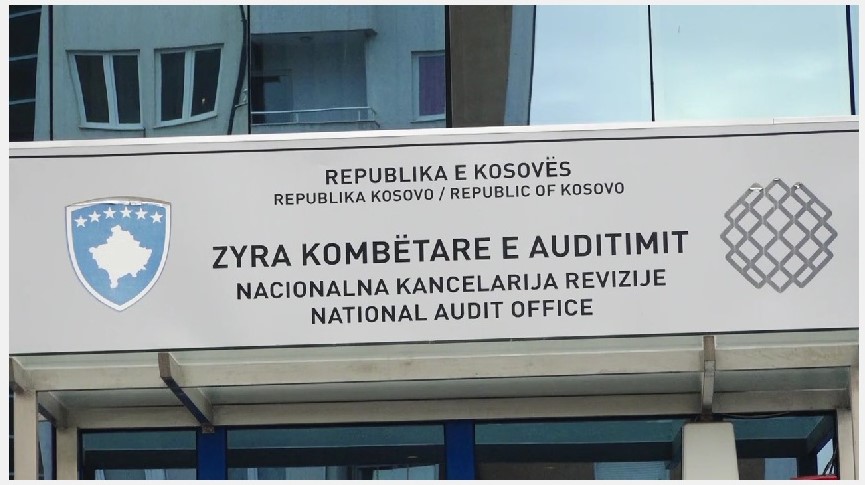 REPUBLIKA E KOSOVËS
REPUBLIKA KOSOVO / REPUBLIC OF KOSOVO
ZYRA KOMBËTARE E AUDITIMIT
NACIONALNA KANCELARIJA REVIZIJE
NATIONAL AUDIT OFFICE